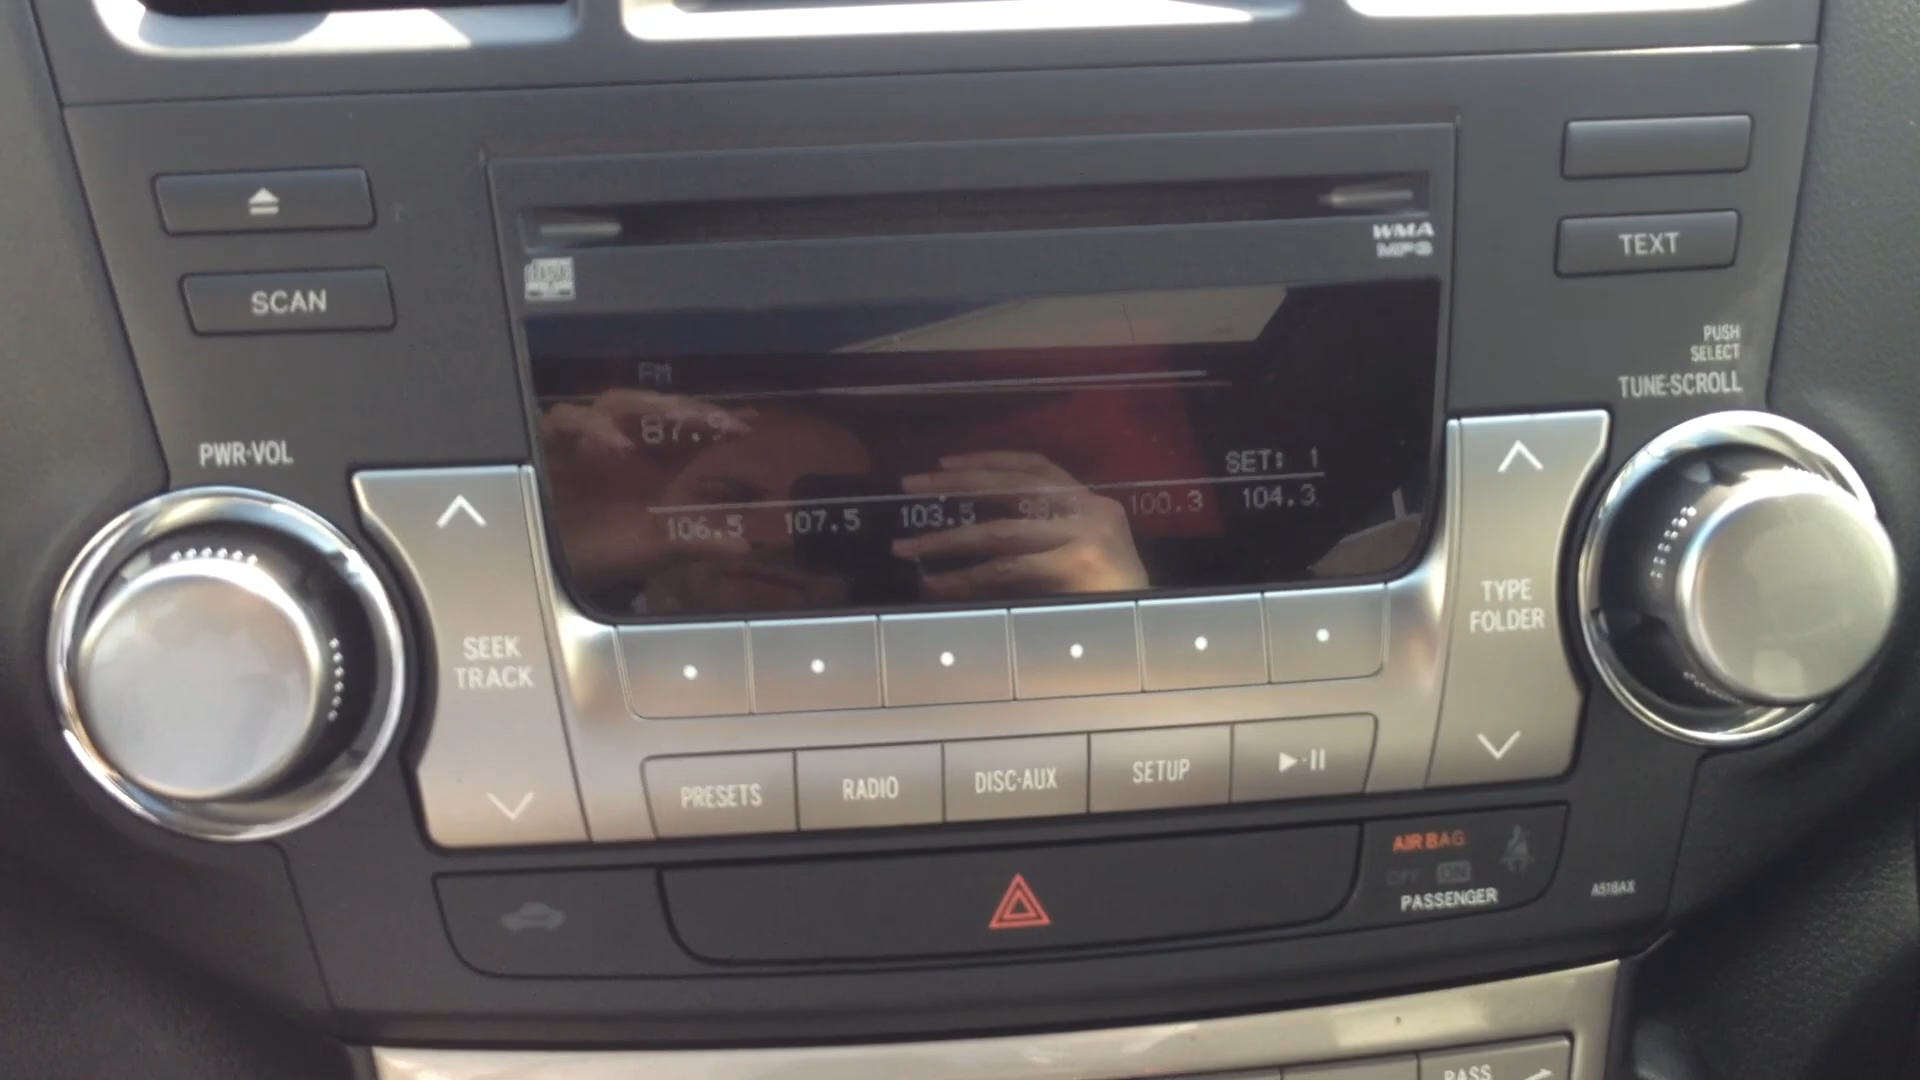 WMA
MP3
SCAN
TEXT
PUSH
SELECT
TUNE·SCROLL
PWR·VOL
FM
87.9
SET: 1
106.5 107.5 103.5 100.3 104.3
SEEK
TRACK
TYPE
FOLDER
PRESETS RADIO DISC·AUX SETUP
AIRBAG
OFF ON
PASSENGER
A518AX
PASS